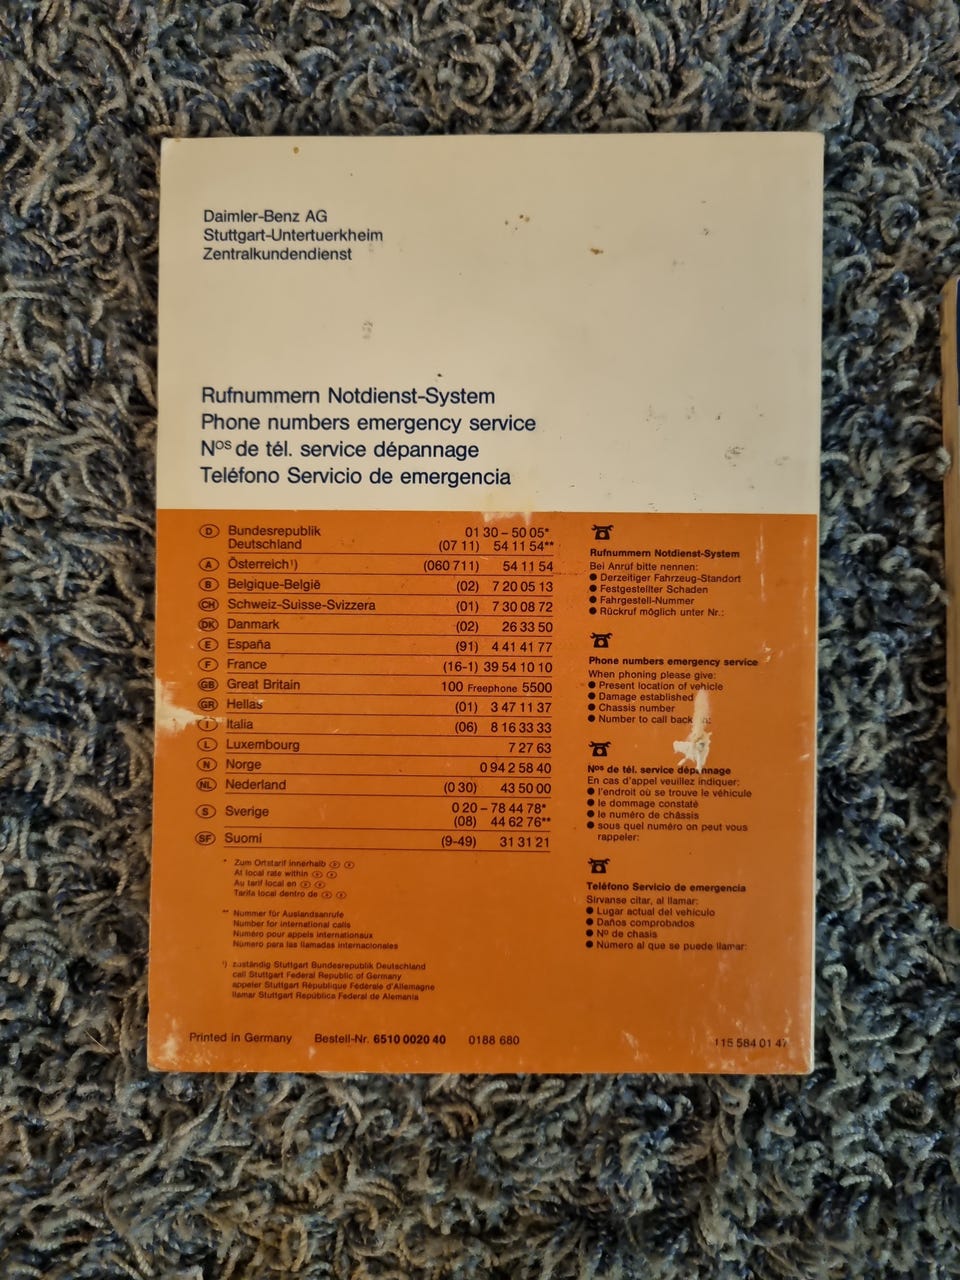 Daimler-Benz AG
Stuttgart-Untertuerkheim
Zentralkundendienst
Rufnummern Notdienst-System
Phone numbers emergency service
Nos de tél. service dépannage
Teléfono Servicio de emergencia
D Bundesrepublik 01 30 – 50 05*
Deutschland (07 11) 54 11 54**
A Österreich¹) (060 711) 54 11 54
B Belgique-België (02) 7 20 05 13
CH Schweiz-Suisse-Svizzera (01) 7 30 08 72
DK Danmark (02) 26 33 50
E España (91) 4 41 41 77
F France (16-1) 39 54 10 10
GB Great Britain 100 Freephone 5500
GR Hellas (01) 3 47 11 37
I Italia (06) 8 16 33 33
L Luxembourg 7 27 63
N Norge 0 94 2 58 40
NL Nederland (0 30) 43 50 00
S Sverige 0 20 – 78 44 78*
(08) 44 62 76**
SF Suomi (9-49) 31 31 21
* Zum Ortstarif innerhalb
At local rate within
Au tarif local en
Tarifa local dentro de
** Nummer für Auslandsanrufe
Number for international calls
Numéro pour appels internationaux
Número para las llamadas internacionales
¹) zuständig Stuttgart Bundesrepublik Deutschland
call Stuttgart Federal Republic of Germany
appeler Stuttgart République Fédérale d'Allemagne
llamar Stuttgart República Federal de Alemania
Rufnummern Notdienst-System
Bei Anruf bitte nennen:
● Derzeitiger Fahrzeug-Standort
● Festgestellter Schaden
● Fahrgestell-Nummer
● Rückruf möglich unter Nr.:
Phone numbers emergency service
When phoning please give:
● Present location of vehicle
● Damage established
● Chassis number
● Number to call back
Nos de tél. service dépannage
En cas d'appel veuillez indiquer:
● l'endroit où se trouve le véhicule
● le dommage constaté
● le numéro de châssis
● sous quel numéro on peut vous
rappeler:
Teléfono Servicio de emergencia
Sírvanse citar, al llamar:
● Lugar actual del vehículo
● Daños comprobados
● Nº de chasis
● Número al que se puede llamar:
Printed in Germany Bestell-Nr. 6510 0020 40 0188 680
115 584 01 47